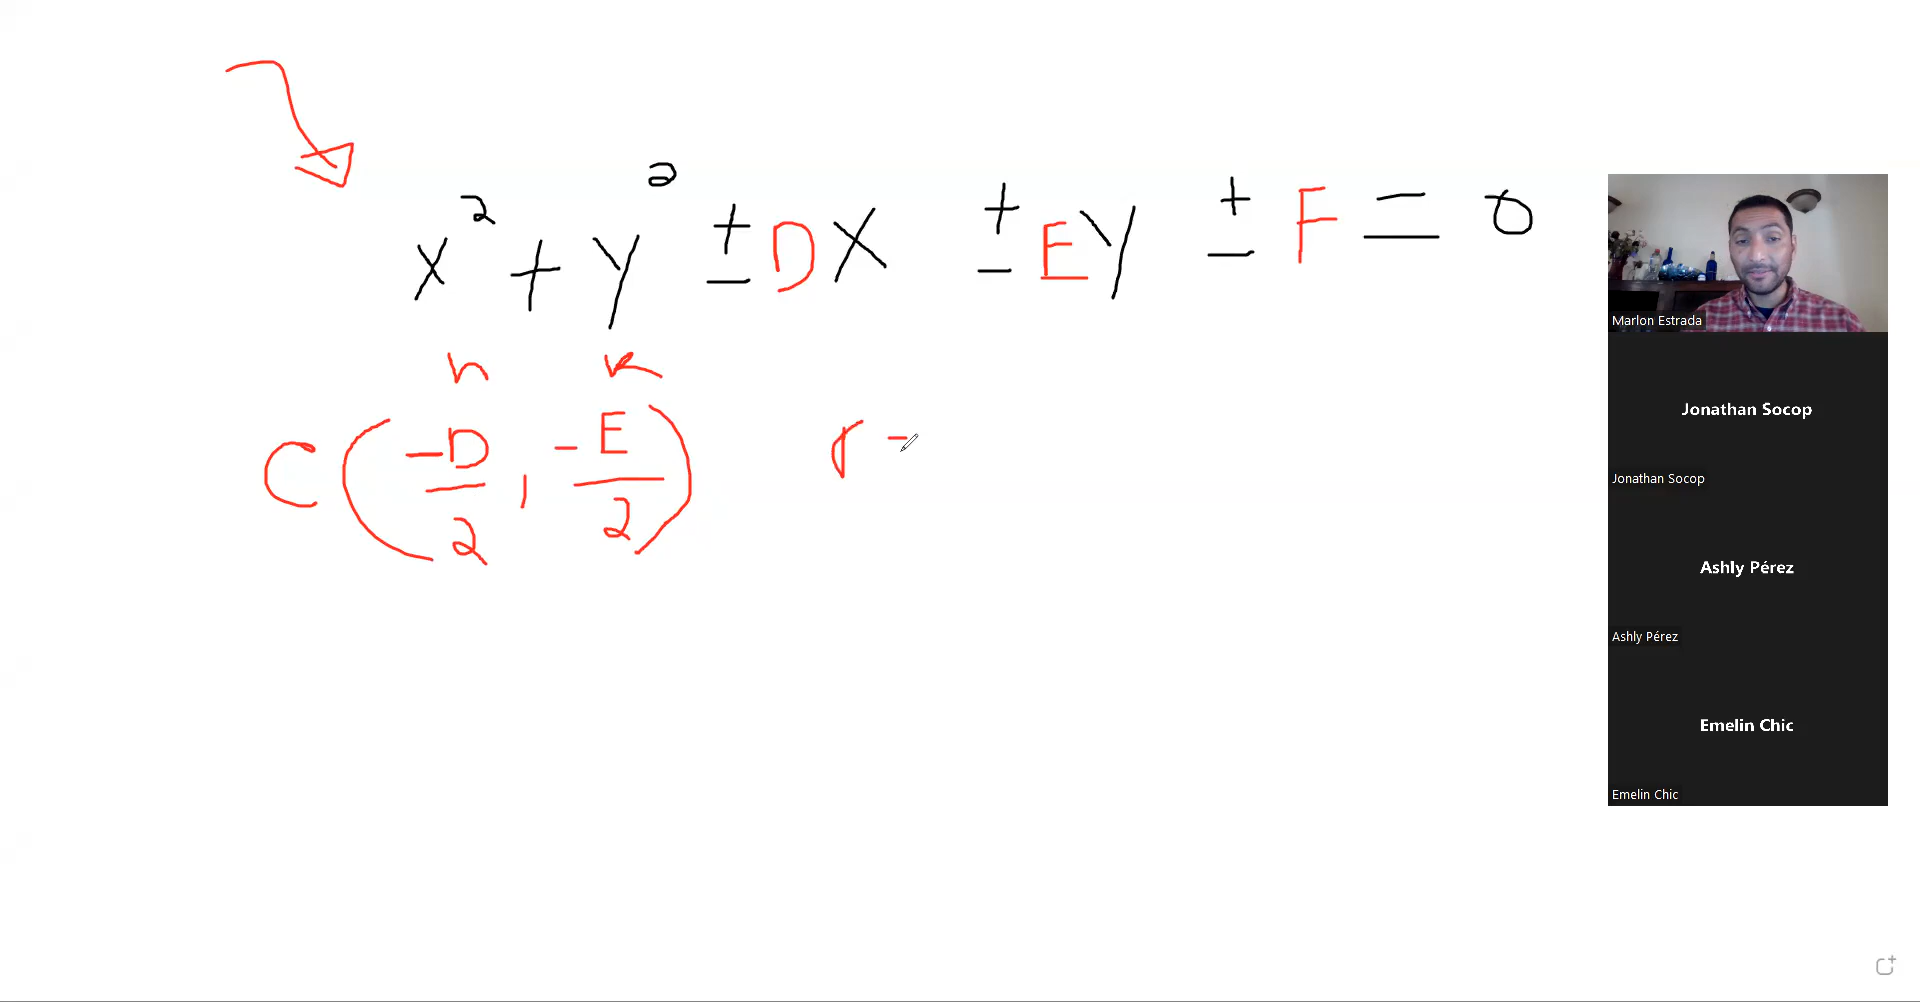 x² + y² ± DX ± EY ± F = 0
h k
C(-D/2, -E/2) r =
Marlon Estrada
Jonathan Socop
Jonathan Socop
Ashly Pérez
Ashly Pérez
Emelin Chic
Emelin Chic